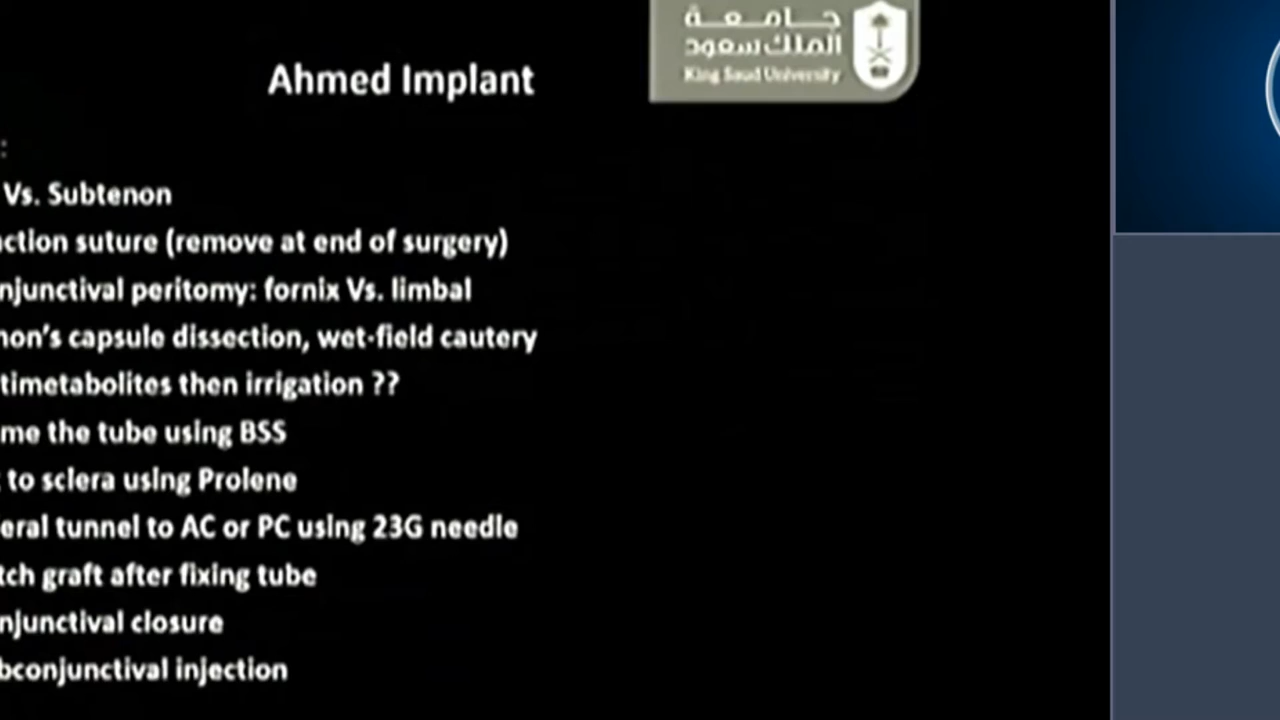 جامعة
الملك سعود
King Saud University
Ahmed Implant
:
Vs. Subtenon
ction suture (remove at end of surgery)
njunctival peritomy: fornix Vs. limbal
non's capsule dissection, wet-field cautery
timetabolites then irrigation ??
me the tube using BSS
to sclera using Prolene
eral tunnel to AC or PC using 23G needle
tch graft after fixing tube
njunctival closure
bconjunctival injection